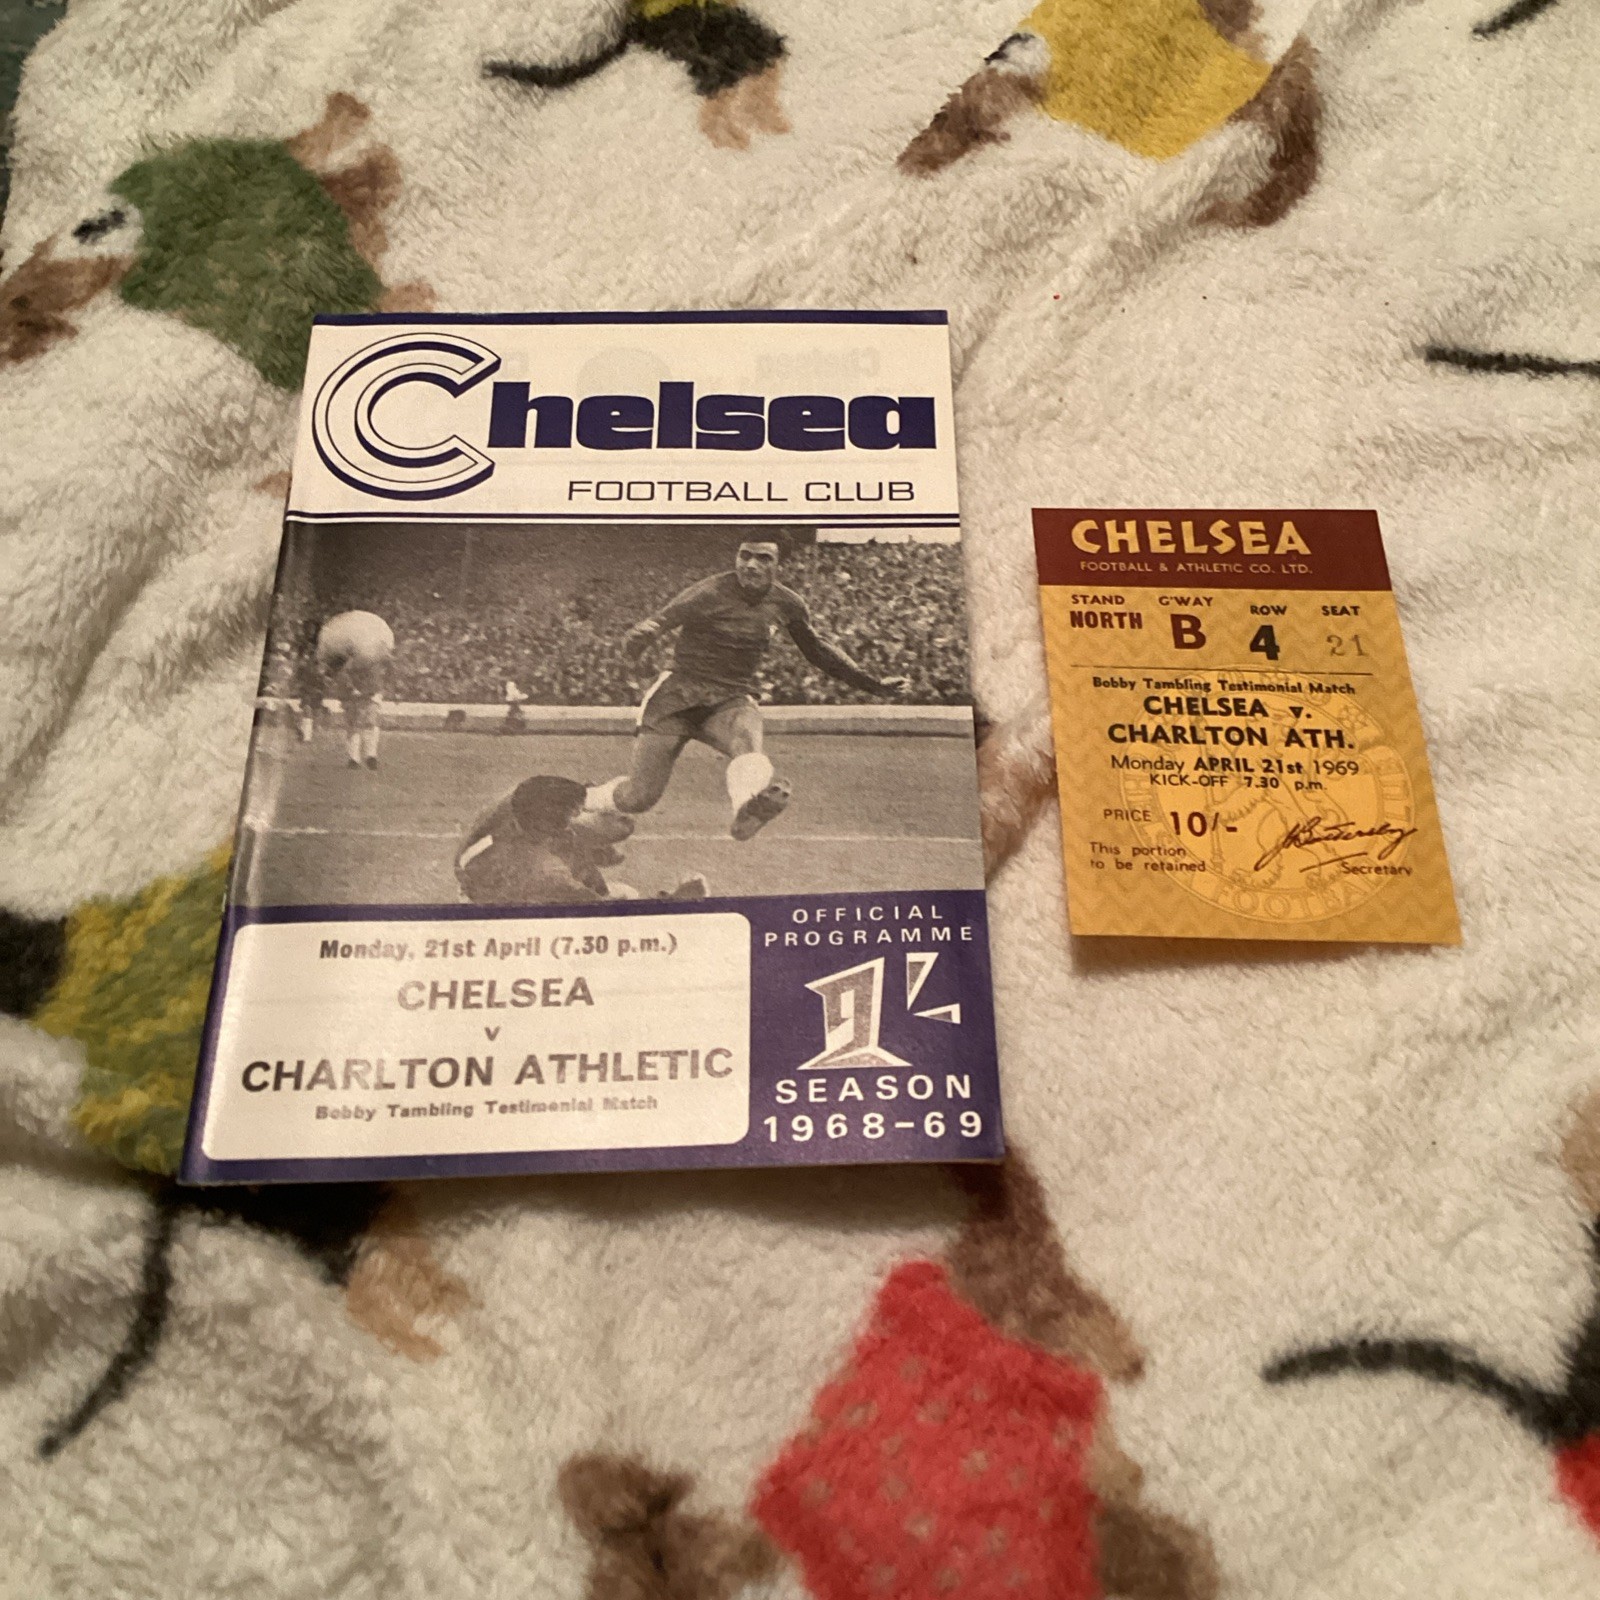 Chelsea
FOOTBALL CLUB
Monday, 21st April (7.30 p.m.)
CHELSEA
v
CHARLTON ATHLETIC
Bobby Tambling Testimonial Match
OFFICIAL
PROGRAMME
1/-
SEASON
1968-69
CHELSEA
FOOTBALL & ATHLETIC CO. LTD.
STAND G'WAY ROW SEAT
NORTH B 4 21
Bobby Tambling Testimonial Match
CHELSEA v.
CHARLTON ATH.
Monday APRIL 21st 1969
KICK-OFF 7.30 p.m.
PRICE 10/-
This portion
to be retained
Secretary